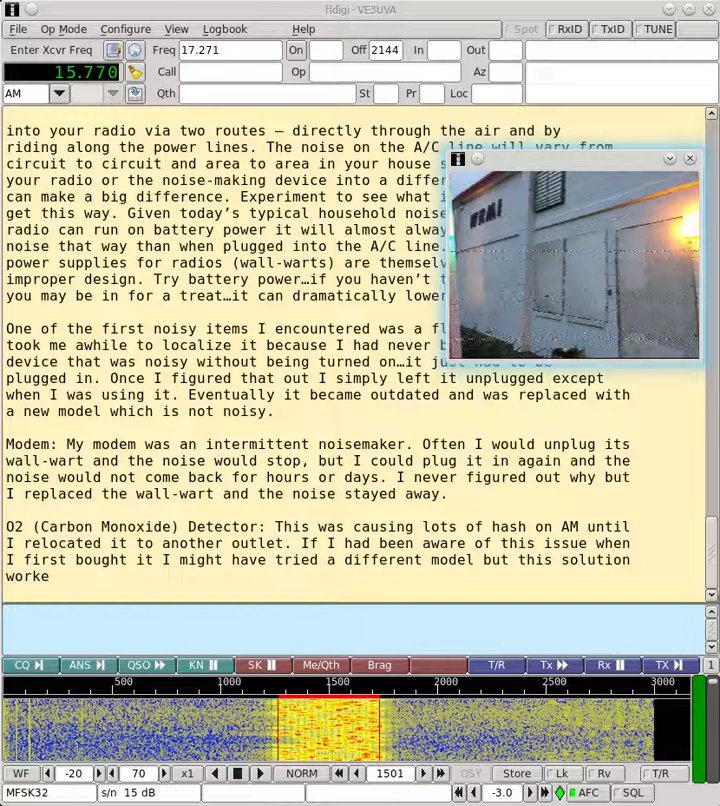 fldigi - VE3UVA
File Op Mode Configure View Logbook Help Spot RxID TxID TUNE
Enter Xcvr Freq Freq 17.271 On Off 2144 In Out
15.770 Call Op Az
AM Qth St Pr Loc
into your radio via two routes – directly through the air and by
riding along the power lines. The noise on the A/C line will vary from
circuit to circuit and area to area in your house s
your radio or the noise-making device into a differ
can make a big difference. Experiment to see what i
get this way. Given today’s typical household noise
radio can run on battery power it will almost alway
noise that way than when plugged into the A/C line.
power supplies for radios (wall-warts) are themselv
improper design. Try battery power…if you haven’t t
you may be in for a treat…it can dramatically lower
WRMI
One of the first noisy items I encountered was a fl
took me awhile to localize it because I had never b
device that was noisy without being turned on…it just had to be
plugged in. Once I figured that out I simply left it unplugged except
when I was using it. Eventually it became outdated and was replaced with
a new model which is not noisy.
Modem: My modem was an intermittent noisemaker. Often I would unplug its
wall-wart and the noise would stop, but I could plug it in again and the
noise would not come back for hours or days. I never figured out why but
I replaced the wall-wart and the noise stayed away.
O2 (Carbon Monoxide) Detector: This was causing lots of hash on AM until
I relocated it to another outlet. If I had been aware of this issue when
I first bought it I might have tried a different model but this solution
worke
CQ ANS QSO KN SK Me/Qth Brag T/R Tx Rx TX 1
500 1000 1500 2000 2500 3000
WF -20 70 x1 NORM 1501 QSY Store Lk Rv T/R
MFSK32 s/n 15 dB -3.0 AFC SQL